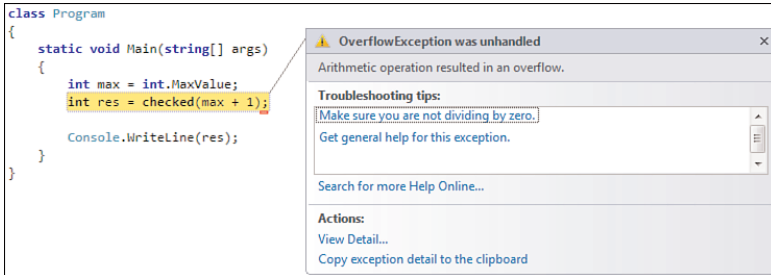 class Program
{
static void Main(string[] args)
{
int max = int.MaxValue;
int res = checked(max + 1);
Console.WriteLine(res);
}
}
OverflowException was unhandled
Arithmetic operation resulted in an overflow.
Troubleshooting tips:
Make sure you are not dividing by zero.
Get general help for this exception.
Search for more Help Online...
Actions:
View Detail...
Copy exception detail to the clipboard